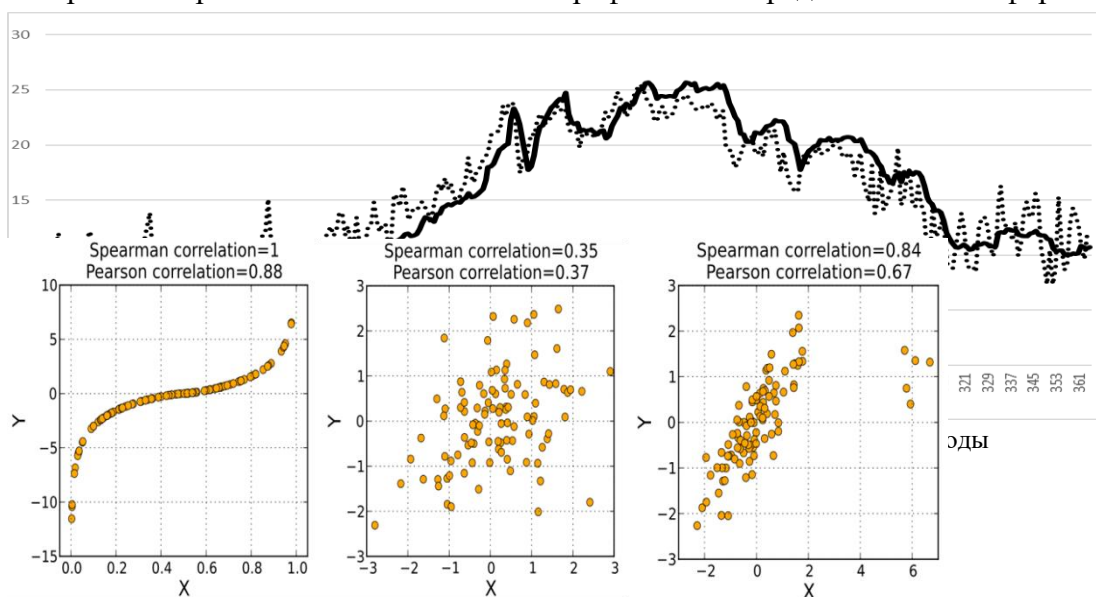 30
25
20
15
Spearman correlation=1
Pearson correlation=0.88
10
5
0
−5
−10
−15
Y
0.0 0.2 0.4 0.6 0.8 1.0
X
Spearman correlation=0.35
Pearson correlation=0.37
3
2
1
0
−1
−2
−3
Y
−3 −2 −1 0 1 2 3
X
Spearman correlation=0.84
Pearson correlation=0.67
3
2
1
0
−1
−2
−3
Y
−2 0 2 4 6
X
321 329 337 345 353 361
оды